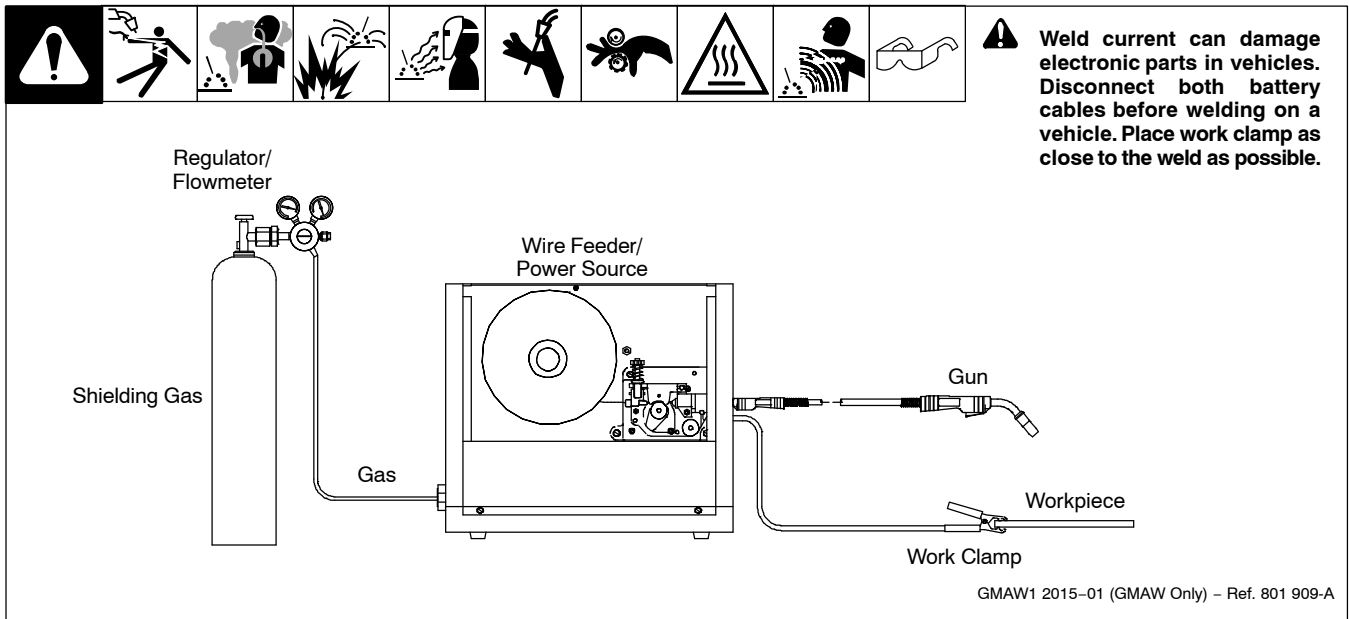 Weld current can damage
electronic parts in vehicles.
Disconnect both battery
cables before welding on a
vehicle. Place work clamp as
close to the weld as possible.
Regulator/
Flowmeter
Wire Feeder/
Power Source
Shielding Gas
Gun
Gas
Workpiece
Work Clamp
GMAW1 2015−01 (GMAW Only) − Ref. 801 909-A